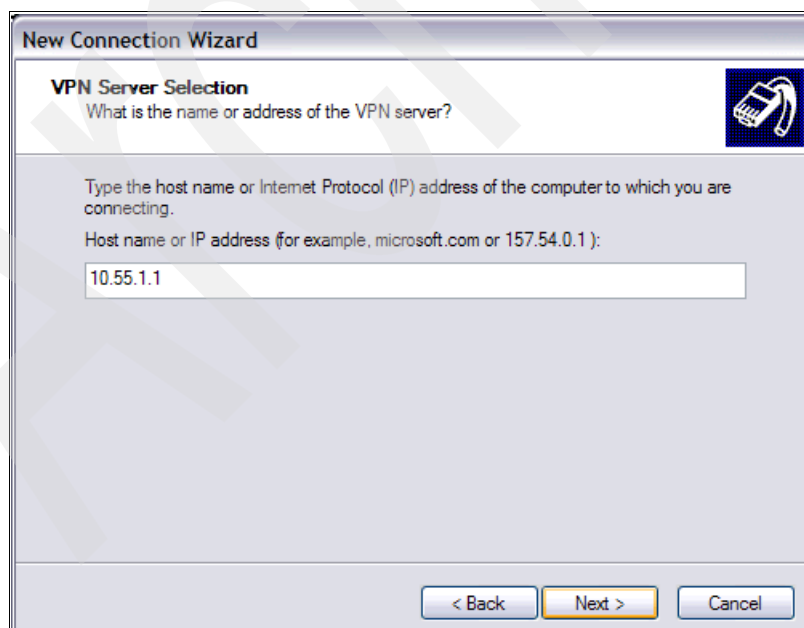 New Connection Wizard
VPN Server Selection
What is the name or address of the VPN server?
Type the host name or Internet Protocol (IP) address of the computer to which you are
connecting.
Host name or IP address (for example, microsoft.com or 157.54.0.1 ):
10.55.1.1
< Back
Next >
Cancel